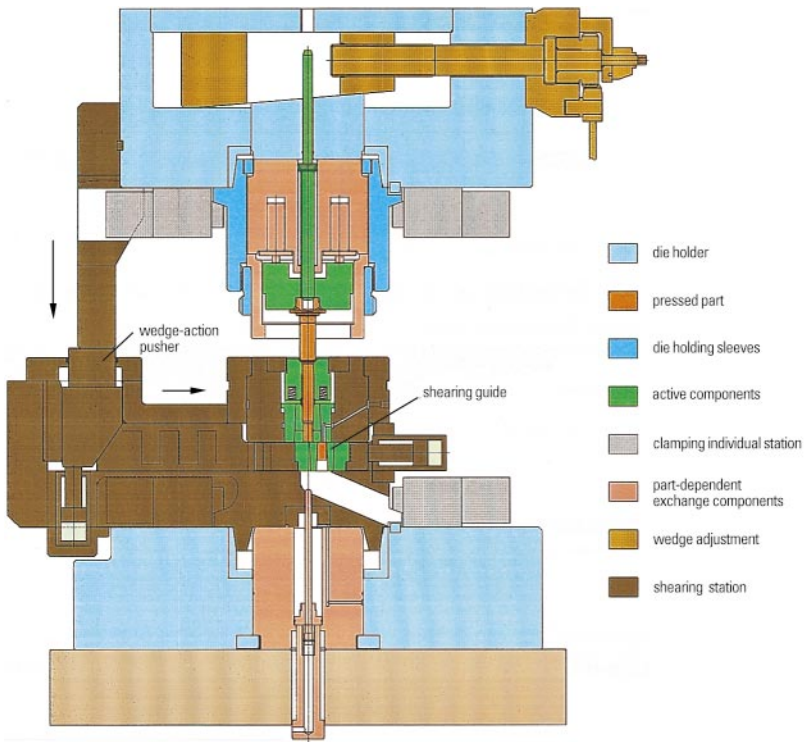 wedge-action
pusher
shearing guide
die holder
pressed part
die holding sleeves
active components
clamping individual station
part-dependent
exchange components
wedge adjustment
shearing station